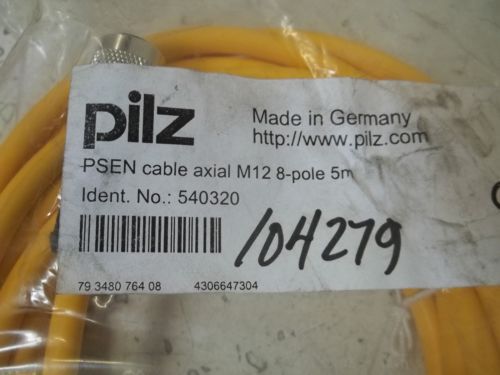 pilz
Made in Germany
http://www.pilz.com
PSEN cable axial M12 8-pole 5m
Ident. No.: 540320
104279
79 3480 764 08 4306647304